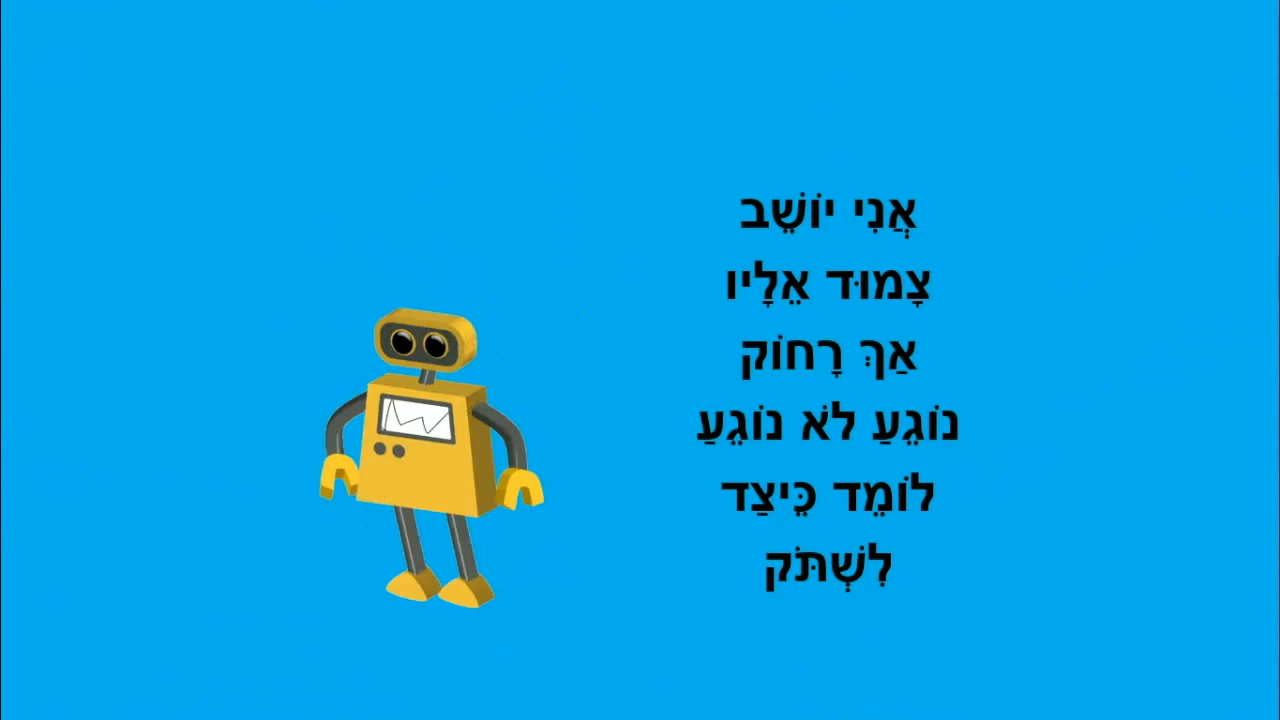 אֲנִי יוֹשֵׁב
צָמוּד אֵלָיו
אַךְ רָחוֹק
נוֹגֵעַ לֹא נוֹגֵעַ
לוֹמֵד כֵּיצַד
לִשְׁתֹּק